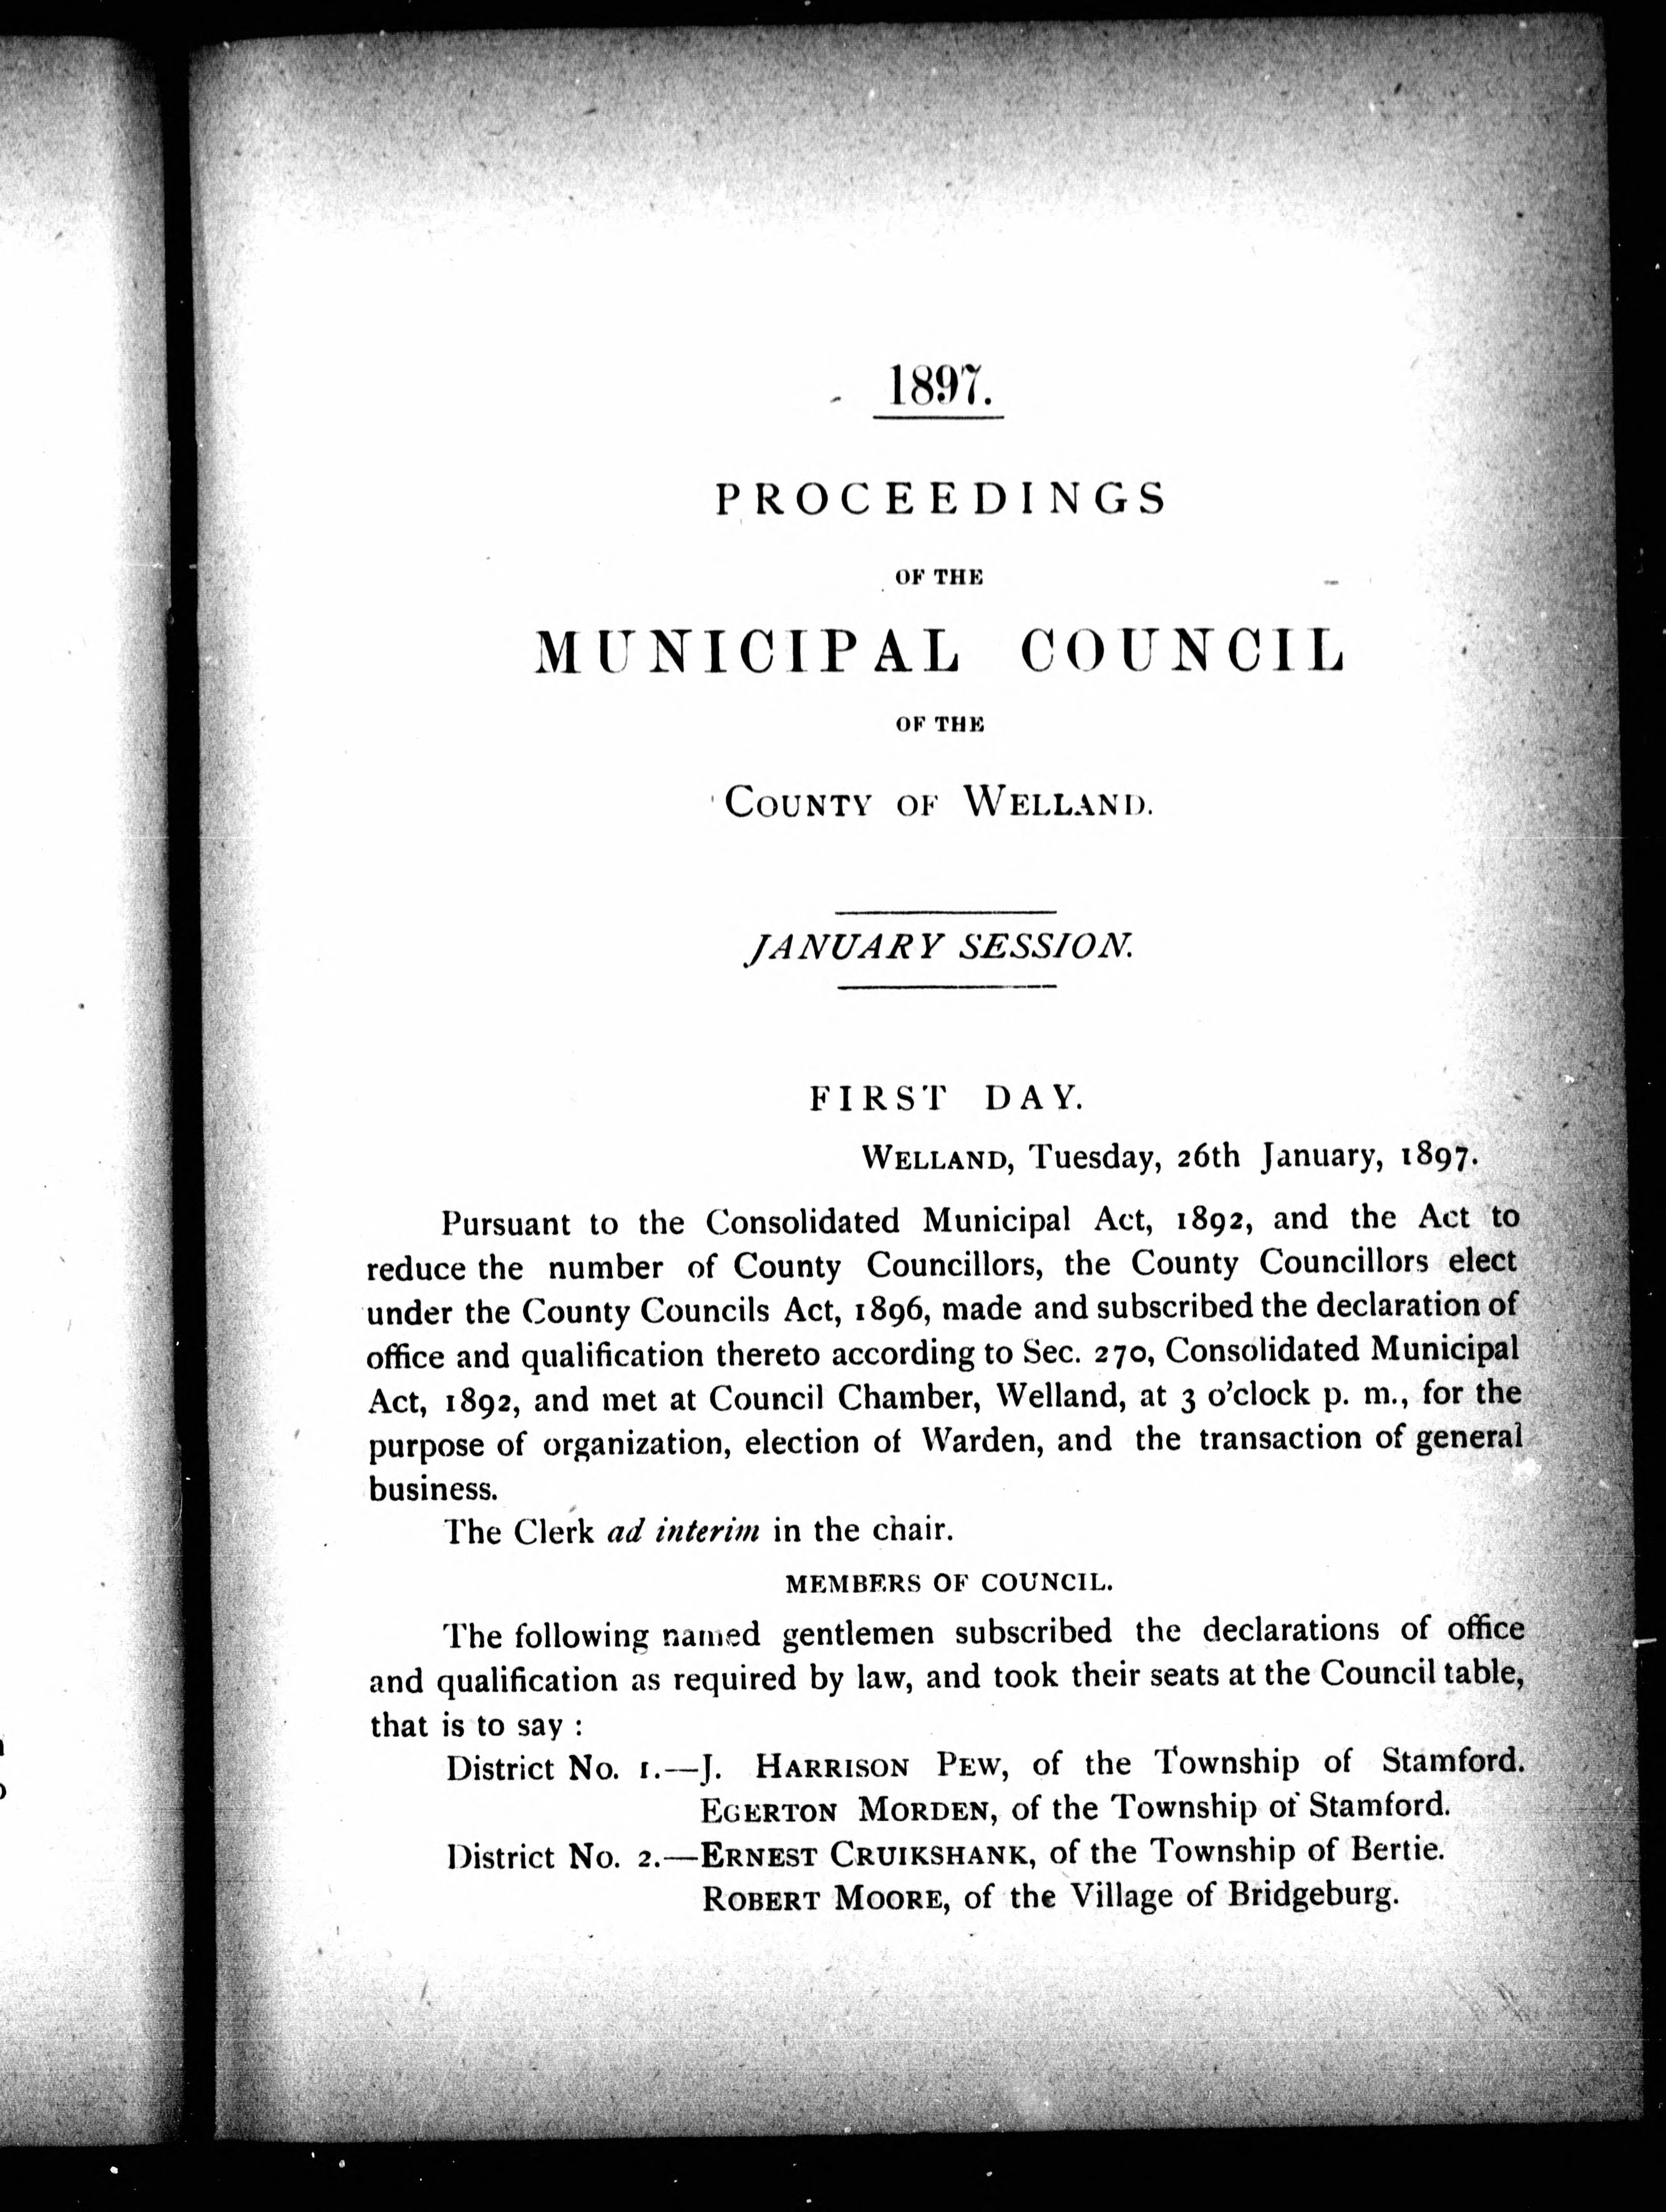 1897.
PROCEEDINGS
OF THE
MUNICIPAL COUNCIL
OF THE
COUNTY OF WELLAND.
JANUARY SESSION.
FIRST DAY.
WELLAND, Tuesday, 26th January, 1897.
Pursuant to the Consolidated Municipal Act, 1892, and the Act to
reduce the number of County Councillors, the County Councillors elect
under the County Councils Act, 1896, made and subscribed the declaration of
office and qualification thereto according to Sec. 270, Consolidated Municipal
Act, 1892, and met at Council Chamber, Welland, at 3 o'clock p. m., for the
purpose of organization, election of Warden, and the transaction of general
business.
The Clerk ad interim in the chair.
MEMBERS OF COUNCIL.
The following named gentlemen subscribed the declarations of office
and qualification as required by law, and took their seats at the Council table,
that is to say :
District No. 1.—J. HARRISON PEW, of the Township of Stamford.
EGERTON MORDEN, of the Township of Stamford.
District No. 2.—ERNEST CRUIKSHANK, of the Township of Bertie.
ROBERT MOORE, of the Village of Bridgeburg.